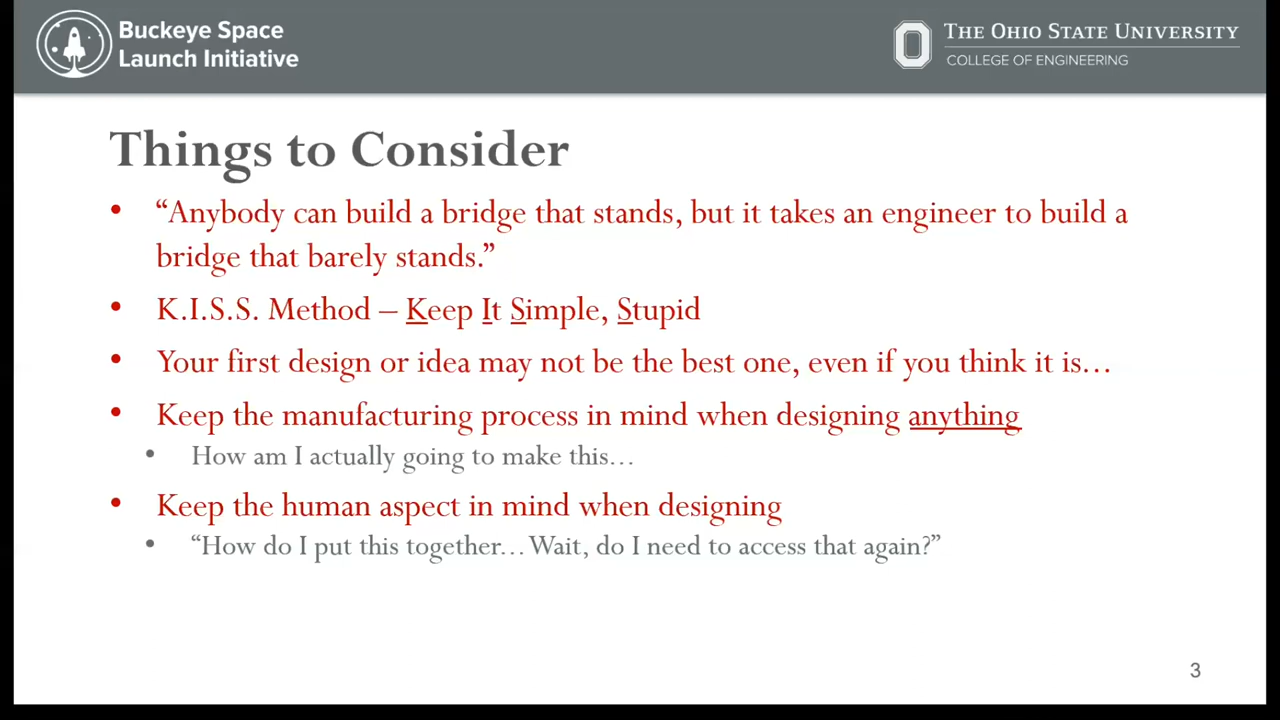 Buckeye Space
Launch Initiative
THE OHIO STATE UNIVERSITY
COLLEGE OF ENGINEERING
Things to Consider
• “Anybody can build a bridge that stands, but it takes an engineer to build a
bridge that barely stands.”
• K.I.S.S. Method – Keep It Simple, Stupid
• Your first design or idea may not be the best one, even if you think it is…
• Keep the manufacturing process in mind when designing anything
• How am I actually going to make this…
• Keep the human aspect in mind when designing
• “How do I put this together… Wait, do I need to access that again?”
3